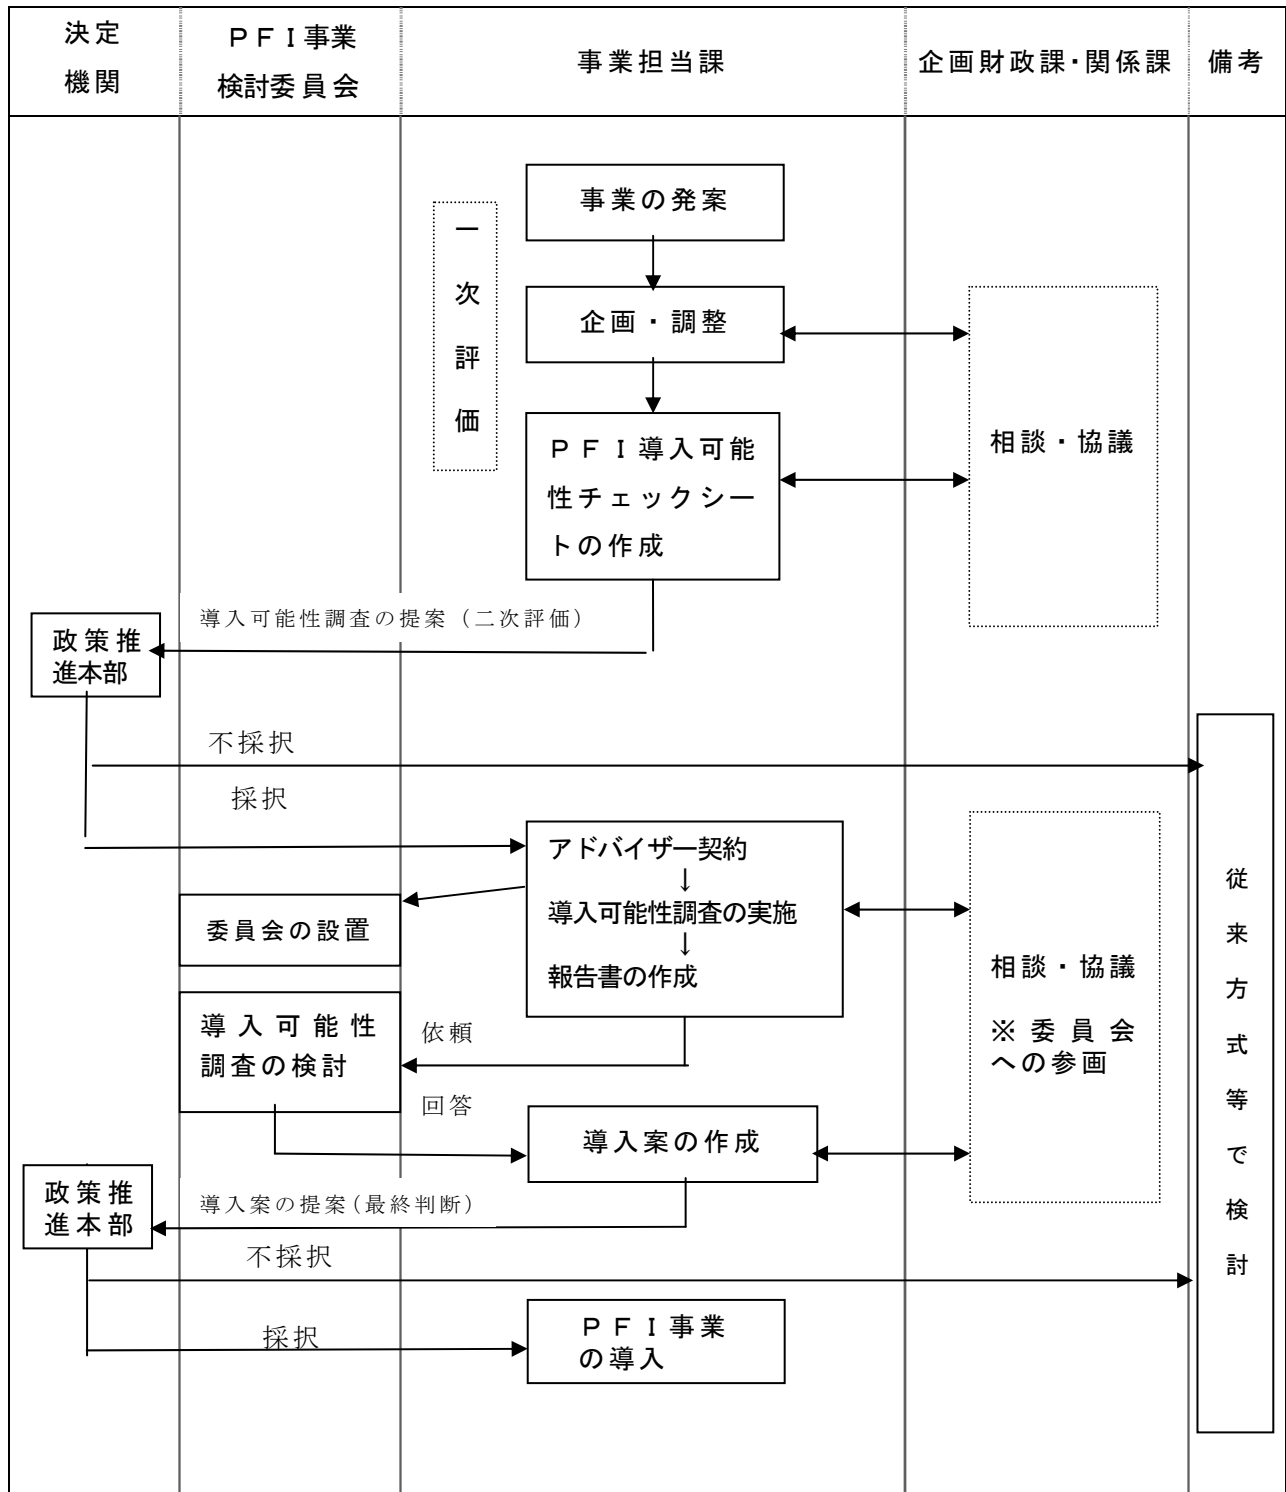 決定
機関
ＰＦＩ事業
検討委員会
事業担当課
企画財政課・関係課
備考
事業の発案
一次評価
企画・調整
ＰＦＩ導入可能
性チェックシー
トの作成
相談・協議
導入可能性調査の提案（二次評価）
政策推
進本部
不採択
採択
アドバイザー契約
↓
導入可能性調査の実施
↓
報告書の作成
委員会の設置
導入可能性
調査の検討
依頼
回答
相談・協議
※委員会
への参画
導入案の作成
導入案の提案（最終判断）
政策推
進本部
不採択
採択
ＰＦＩ事業
の導入
従来方式等で検討